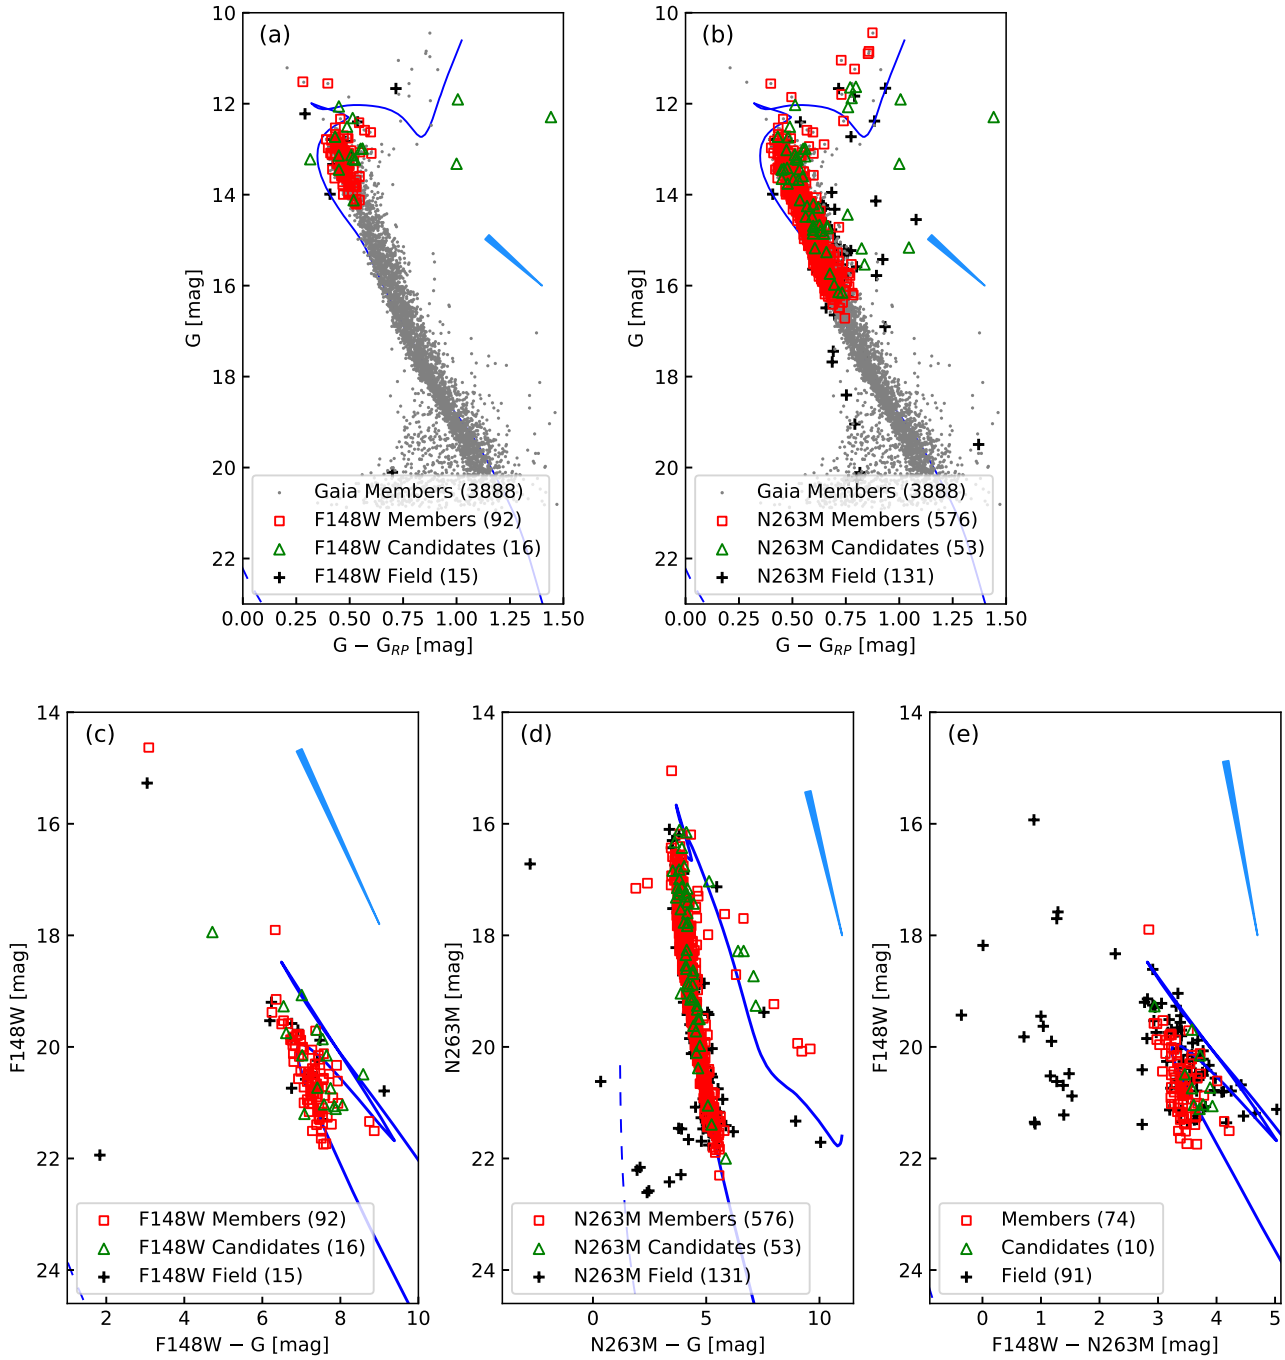 (a)
10
12
14
16
18
20
22
G [mag]
Gaia Members (3888)
F148W Members (92)
F148W Candidates (16)
F148W Field (15)
0.00 0.25 0.50 0.75 1.00 1.25 1.50
G − G_RP [mag]
(b)
10
12
14
16
18
20
22
G [mag]
Gaia Members (3888)
N263M Members (576)
N263M Candidates (53)
N263M Field (131)
0.00 0.25 0.50 0.75 1.00 1.25 1.50
G − G_RP [mag]
(c)
14
16
18
20
22
24
F148W [mag]
F148W Members (92)
F148W Candidates (16)
F148W Field (15)
2 4 6 8 10
F148W − G [mag]
(d)
14
16
18
20
22
24
N263M [mag]
N263M Members (576)
N263M Candidates (53)
N263M Field (131)
0 5 10
N263M − G [mag]
(e)
14
16
18
20
22
24
F148W [mag]
Members (74)
Candidates (10)
Field (91)
0 1 2 3 4 5
F148W − N263M [mag]